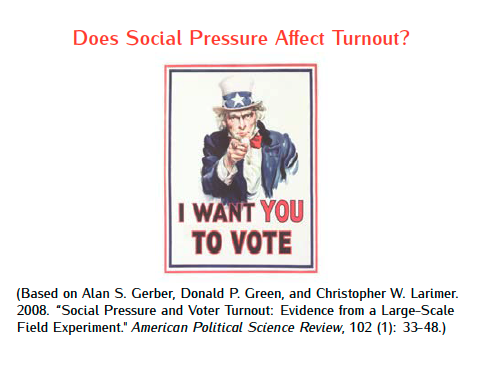 Does Social Pressure Affect Turnout?
I WANT YOU
TO VOTE
(Based on Alan S. Gerber, Donald P. Green, and Christopher W. Larimer.
2008. “Social Pressure and Voter Turnout: Evidence from a Large-Scale
Field Experiment." American Political Science Review, 102 (1): 33-48.)